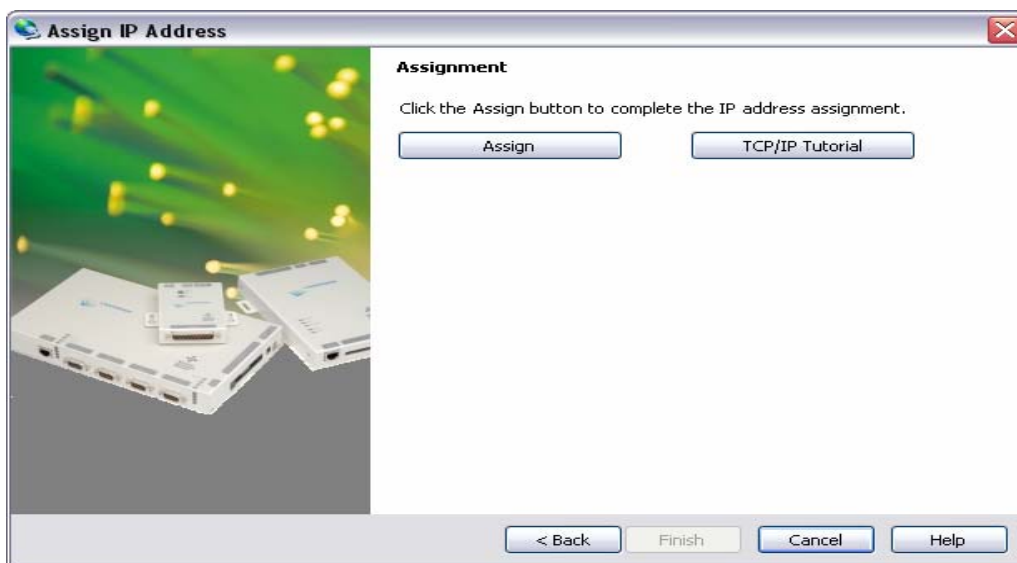 Assign IP Address
Assignment
Click the Assign button to complete the IP address assignment.
Assign
TCP/IP Tutorial
< Back
Finish
Cancel
Help